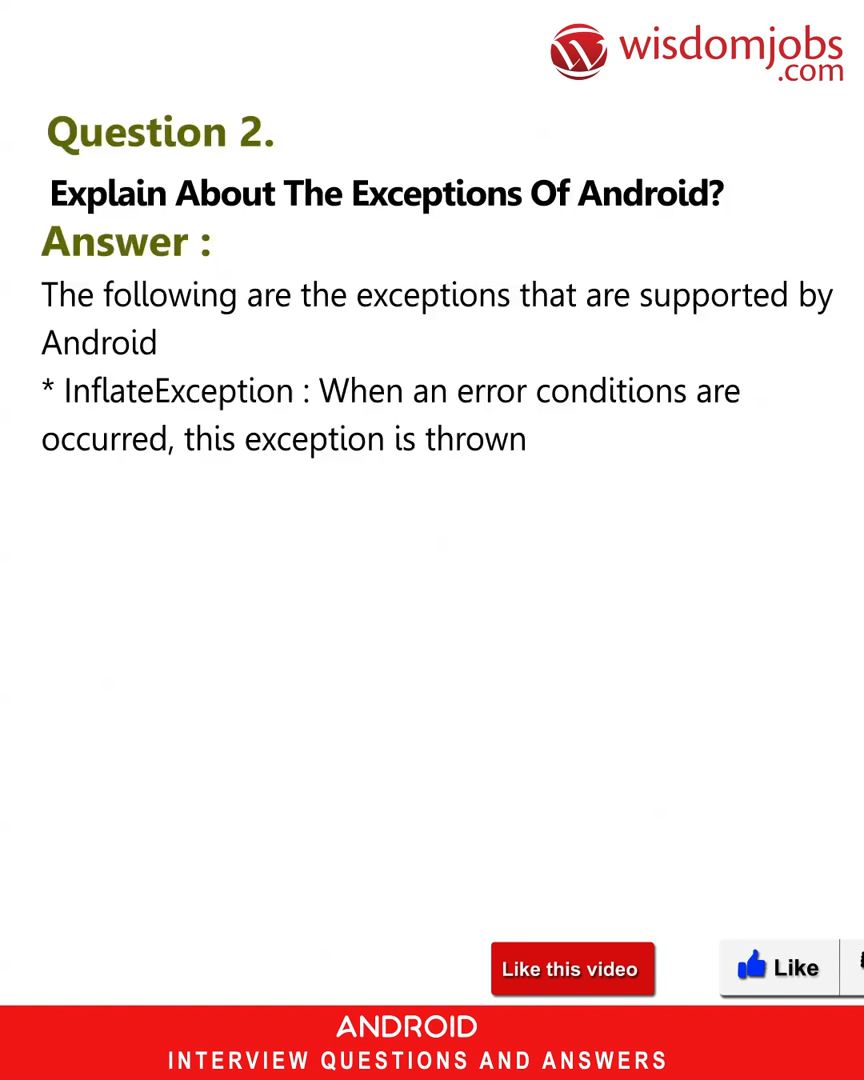 wisdomjobs
.com
Question 2.
Explain About The Exceptions Of Android?
Answer :
The following are the exceptions that are supported by
Android
* InflateException : When an error conditions are
occurred, this exception is thrown
Like this video
Like
ANDROID
INTERVIEW QUESTIONS AND ANSWERS